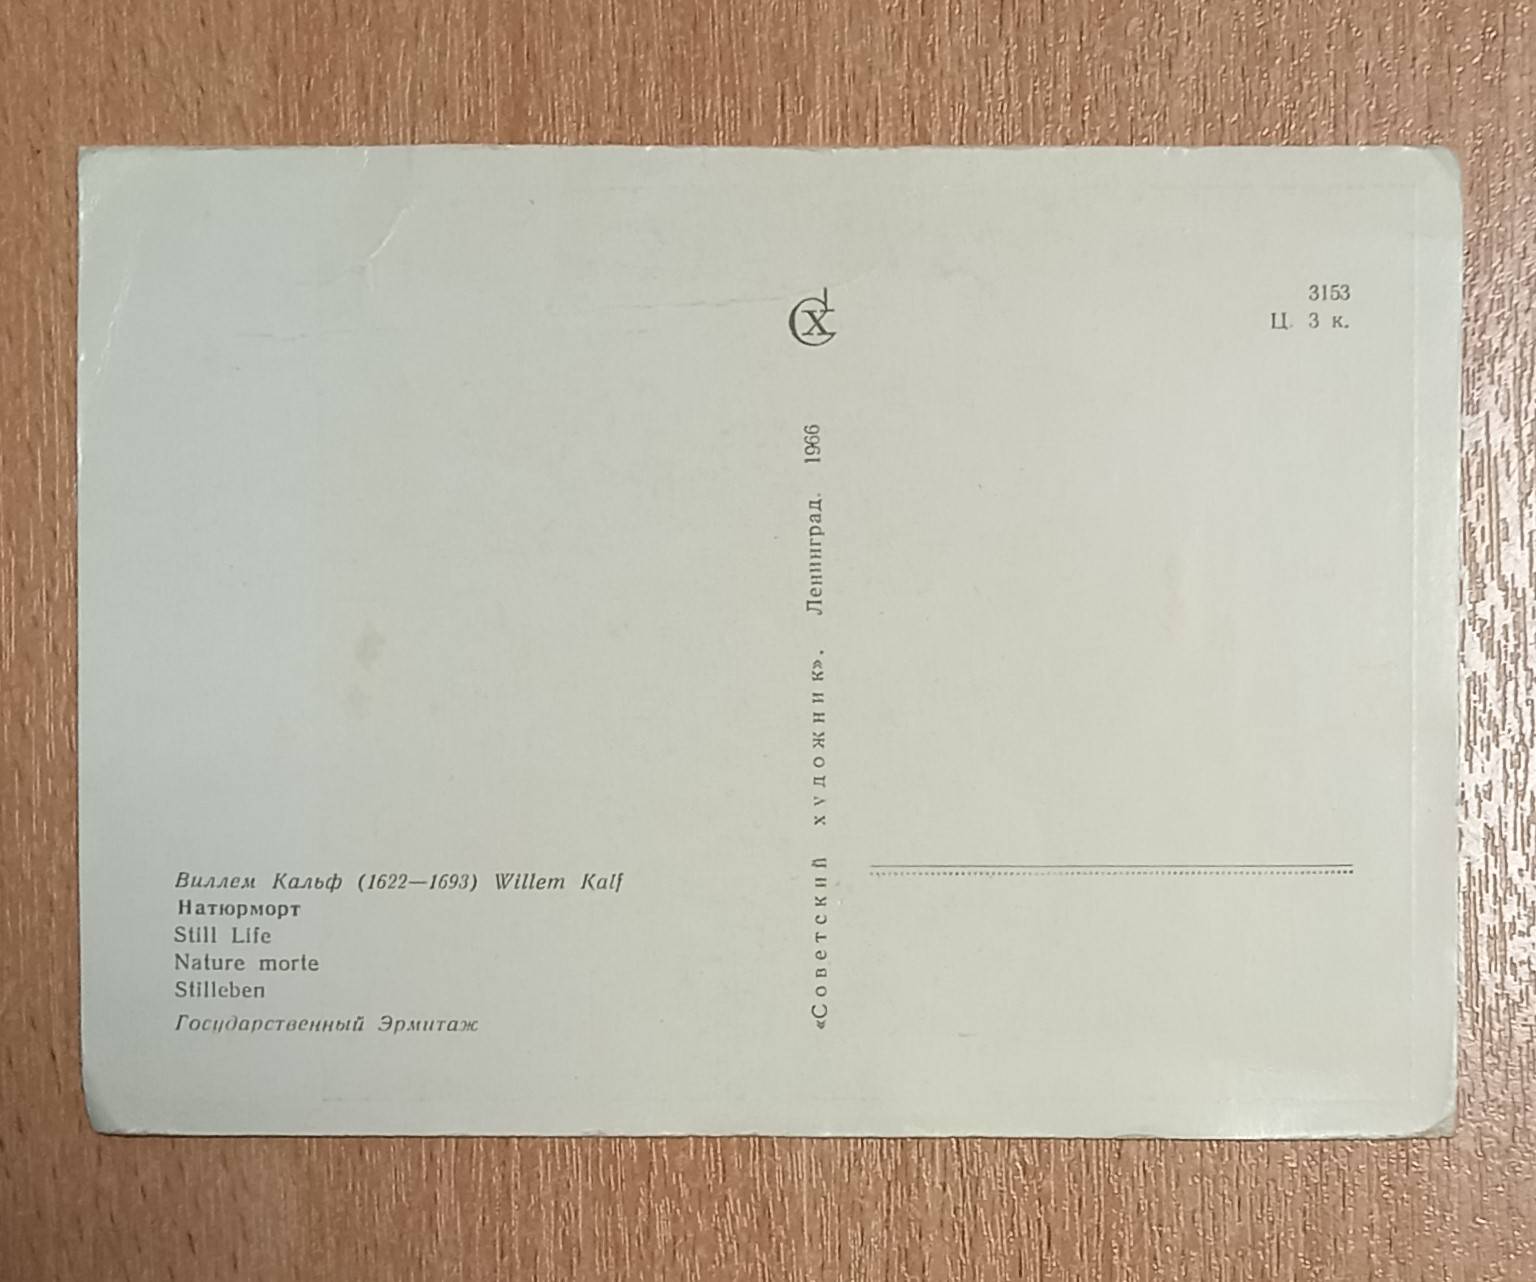 3153
Ц. 3 к.
«Советский художник». Ленинград. 1966
Виллем Кальф (1622—1693) Willem Kalf
Натюрморт
Still Life
Nature morte
Stilleben
Государственный Эрмитаж